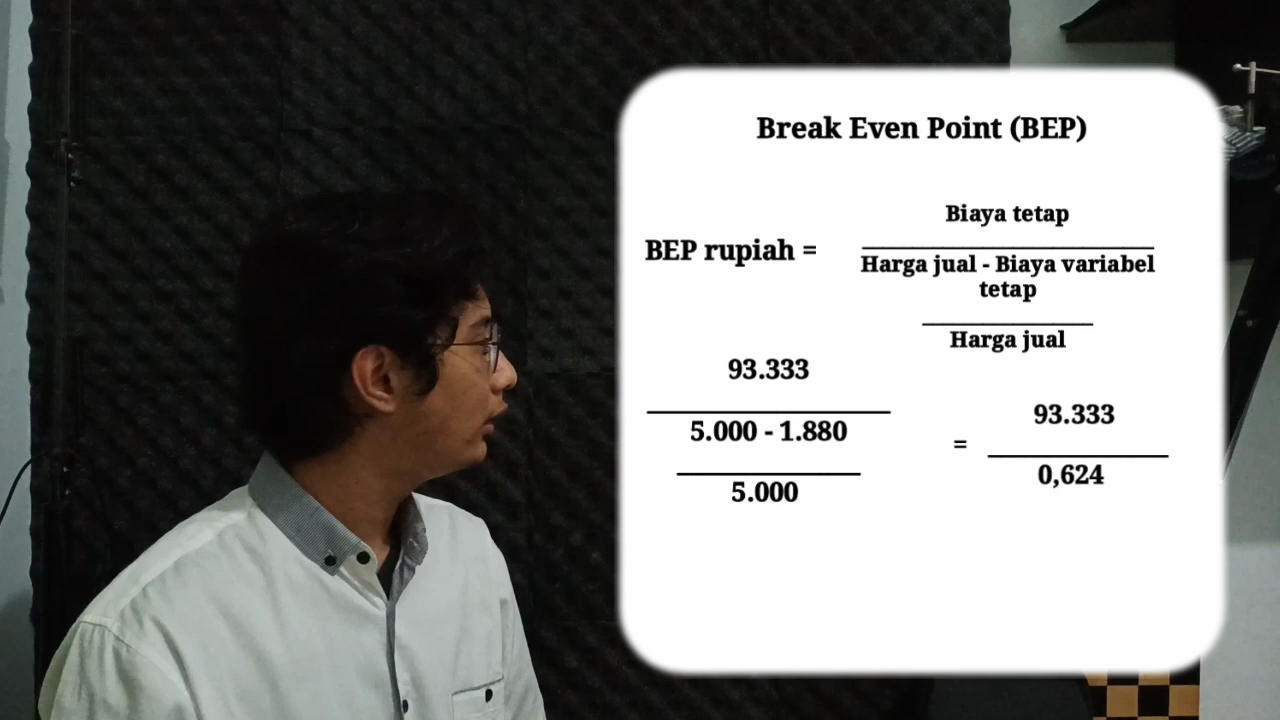 Break Even Point (BEP)
Biaya tetap
BEP rupiah =
Harga jual - Biaya variabel
tetap
Harga jual
93.333
5.000 - 1.880
5.000
=
93.333
0,624